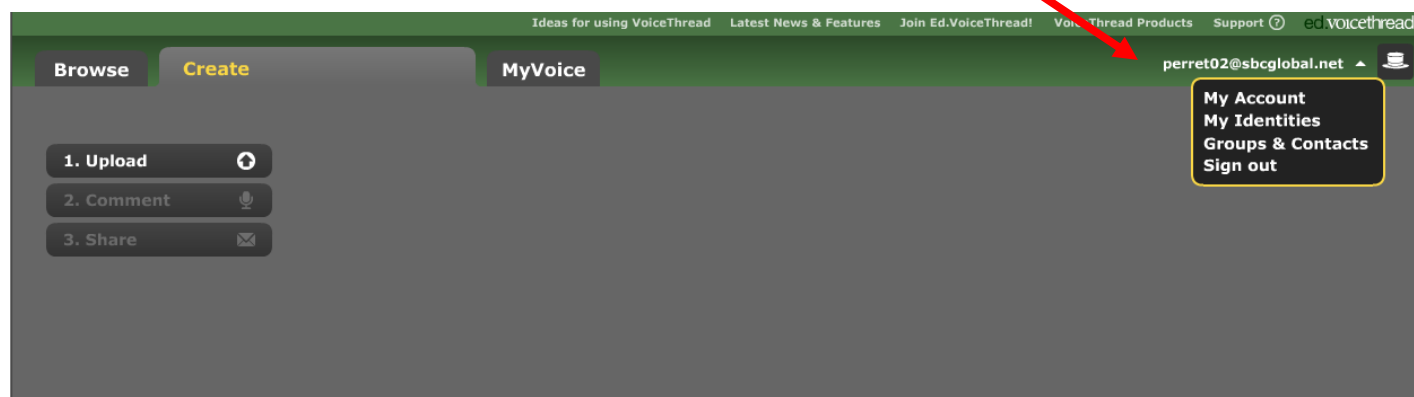 Ideas for using VoiceThread Latest News & Features Join Ed.VoiceThread! VoiceThread Products Support ? ed.voicethread
Browse Create MyVoice perret02@sbcglobal.net
My Account
My Identities
Groups & Contacts
Sign out
1. Upload
2. Comment
3. Share